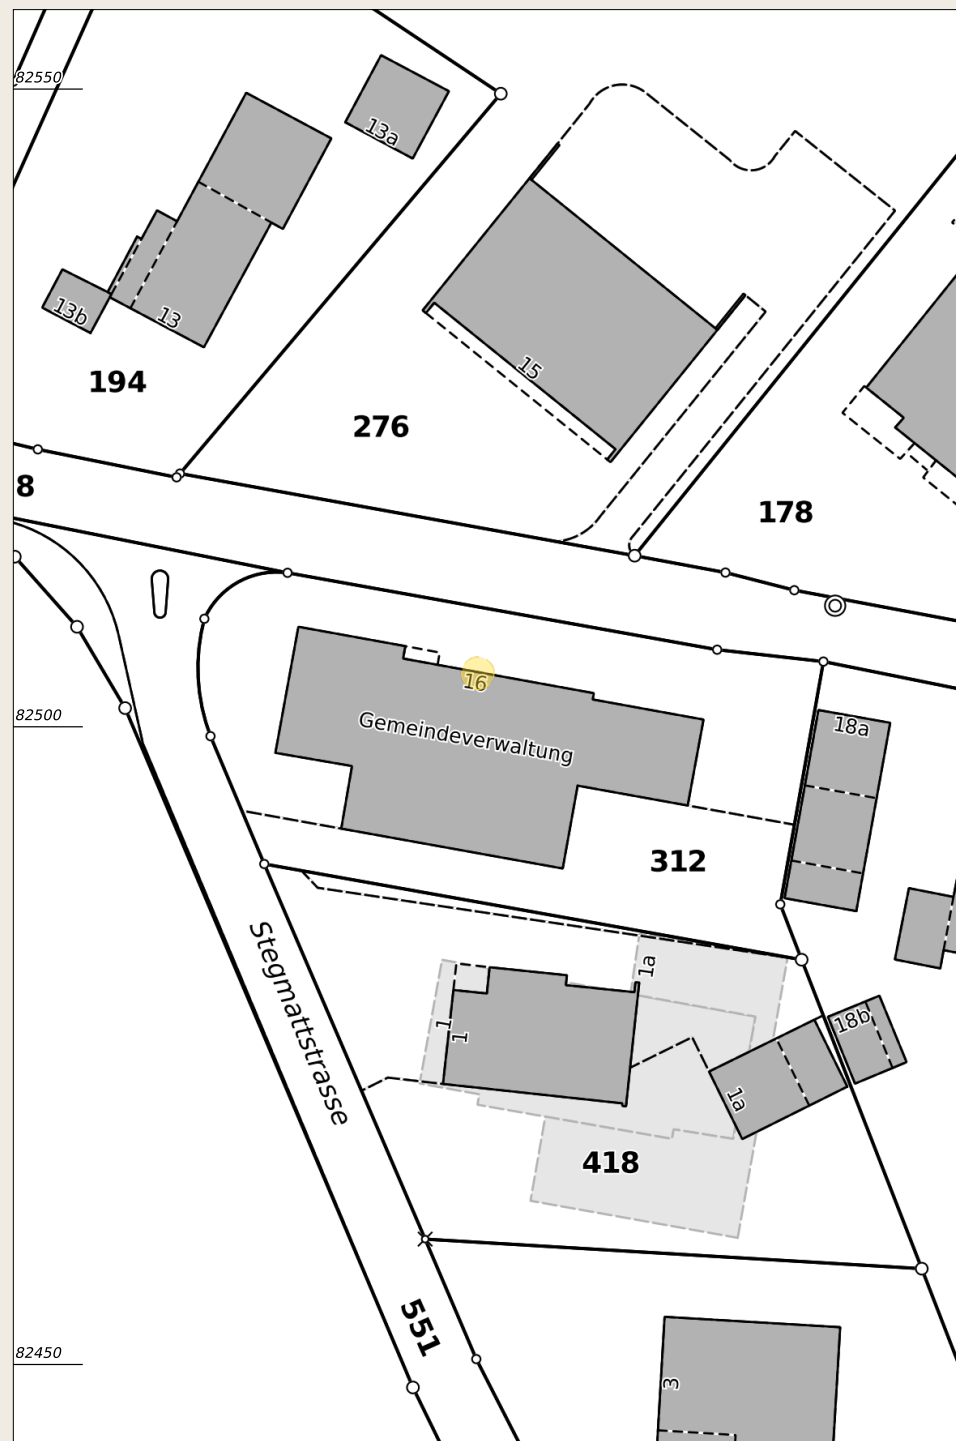 82550
13a
13b
13
194
15
276
8
178
16
82500
Gemeindeverwaltung
18a
312
Stegmattstrasse
1a
1
1
18b
1a
418
551
82450
3